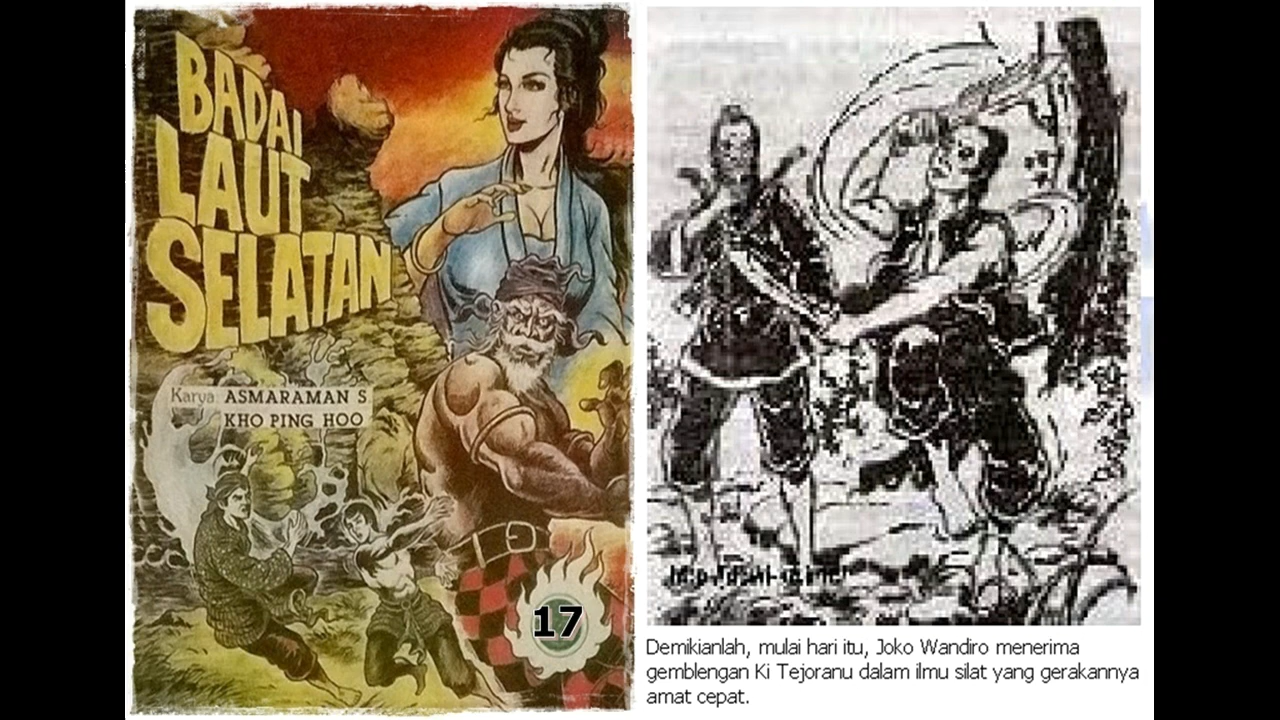 BADAI
LAUT
SELATAN
Karya: ASMARAMAN S
KHO PING HOO
17
Demikianlah, mulai hari itu, Joko Wandiro menerima
gemblengan Ki Tejoranu dalam ilmu silat yang gerakannya
amat cepat.